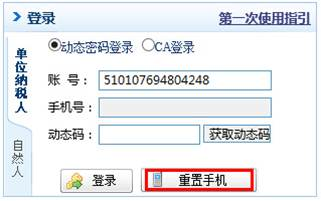 登录 第一次使用指引
单位纳税人
自然人
动态密码登录 CA登录
账 号： 510107694804248
手机号：
动态码： 获取动态码
登录 重置手机